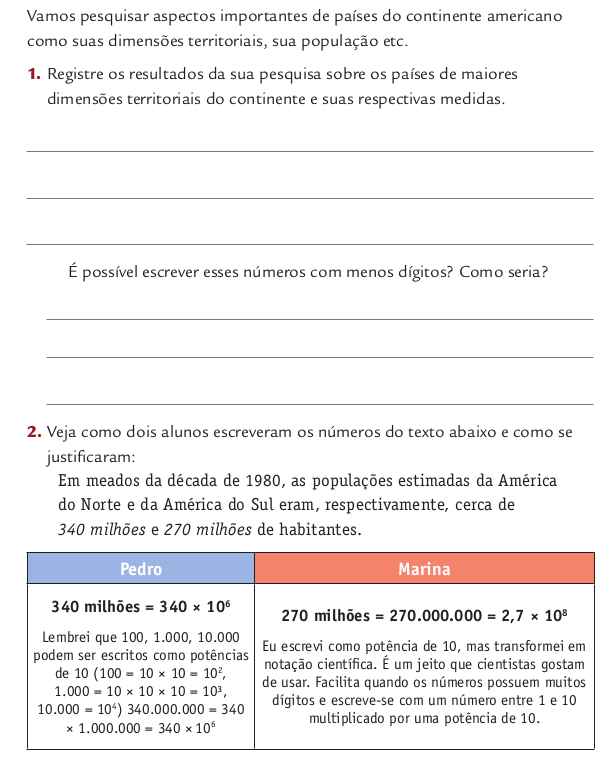 Vamos pesquisar aspectos importantes de países do continente americano
como suas dimensões territoriais, sua população etc.
1. Registre os resultados da sua pesquisa sobre os países de maiores
dimensões territoriais do continente e suas respectivas medidas.
É possível escrever esses números com menos dígitos? Como seria?
2. Veja como dois alunos escreveram os números do texto abaixo e como se
justificaram:
Em meados da década de 1980, as populações estimadas da América
do Norte e da América do Sul eram, respectivamente, cerca de
340 milhões e 270 milhões de habitantes.
Pedro
340 milhões = 340 × 10⁶
Lembrei que 100, 1.000, 10.000
podem ser escritos como potências
de 10 (100 = 10 × 10 = 10²,
1.000 = 10 × 10 × 10 = 10³,
10.000 = 10⁴) 340.000.000 = 340
× 1.000.000 = 340 × 10⁶
Marina
270 milhões = 270.000.000 = 2,7 × 10⁸
Eu escrevi como potência de 10, mas transformei em
notação científica. É um jeito que cientistas gostam
de usar. Facilita quando os números possuem muitos
dígitos e escreve-se com um número entre 1 e 10
multiplicado por uma potência de 10.